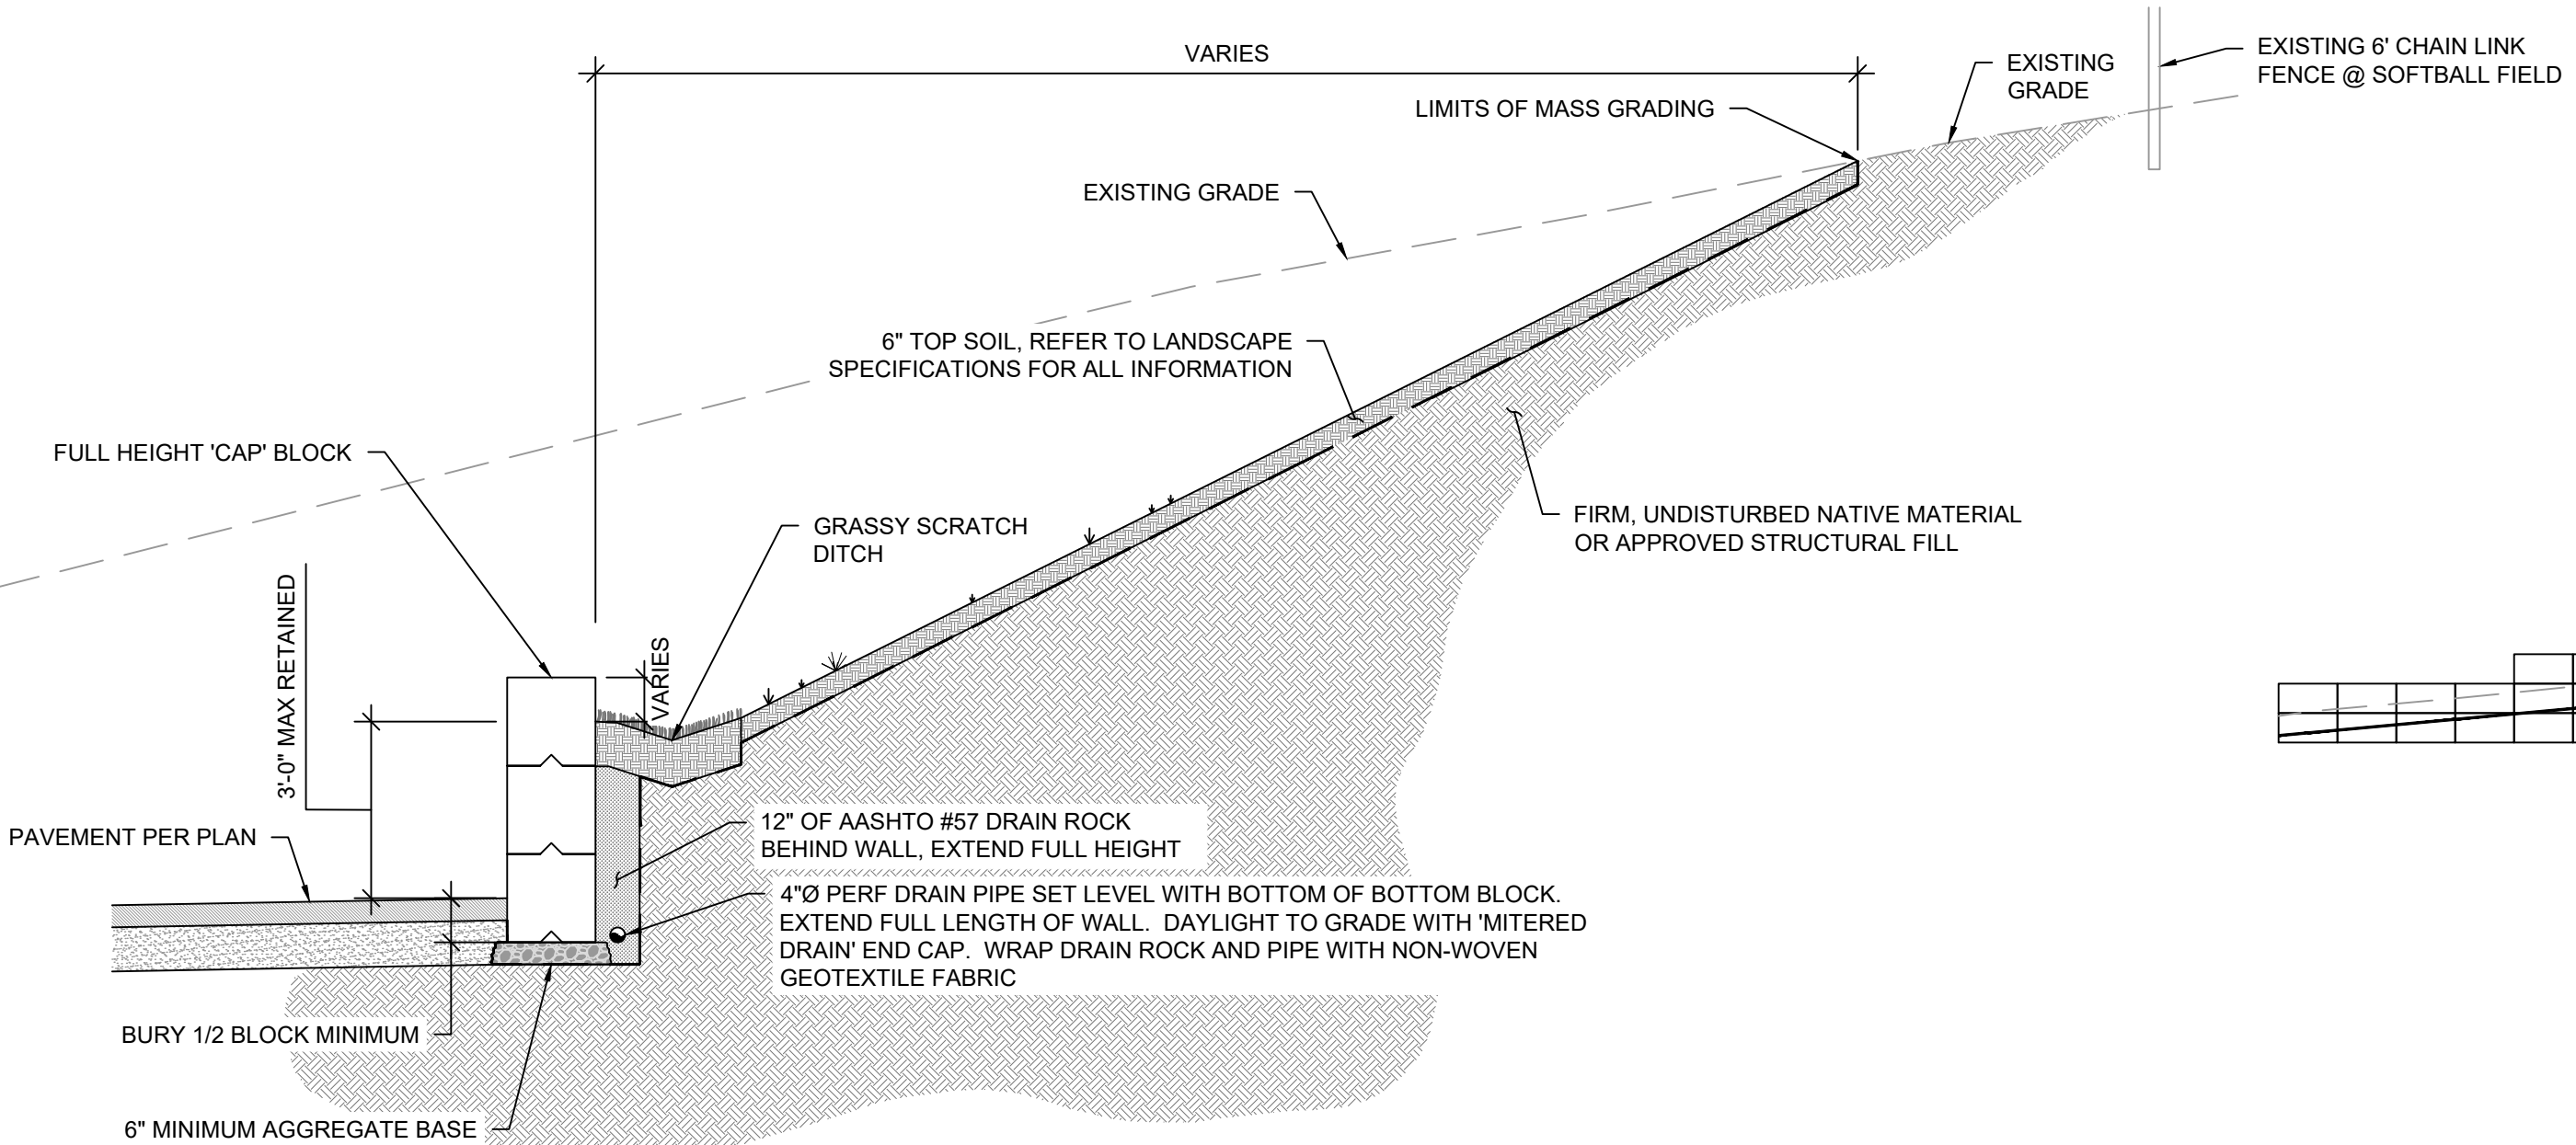 VARIES
EXISTING 6' CHAIN LINK
FENCE @ SOFTBALL FIELD
EXISTING
GRADE
LIMITS OF MASS GRADING
EXISTING GRADE
6" TOP SOIL, REFER TO LANDSCAPE
SPECIFICATIONS FOR ALL INFORMATION
FULL HEIGHT 'CAP' BLOCK
GRASSY SCRATCH
DITCH
FIRM, UNDISTURBED NATIVE MATERIAL
OR APPROVED STRUCTURAL FILL
3'-0" MAX RETAINED
VARIES
PAVEMENT PER PLAN
12" OF AASHTO #57 DRAIN ROCK
BEHIND WALL, EXTEND FULL HEIGHT
4"Ø PERF DRAIN PIPE SET LEVEL WITH BOTTOM OF BOTTOM BLOCK.
EXTEND FULL LENGTH OF WALL.  DAYLIGHT TO GRADE WITH 'MITERED
DRAIN' END CAP.  WRAP DRAIN ROCK AND PIPE WITH NON-WOVEN
GEOTEXTILE FABRIC
BURY 1/2 BLOCK MINIMUM
6" MINIMUM AGGREGATE BASE